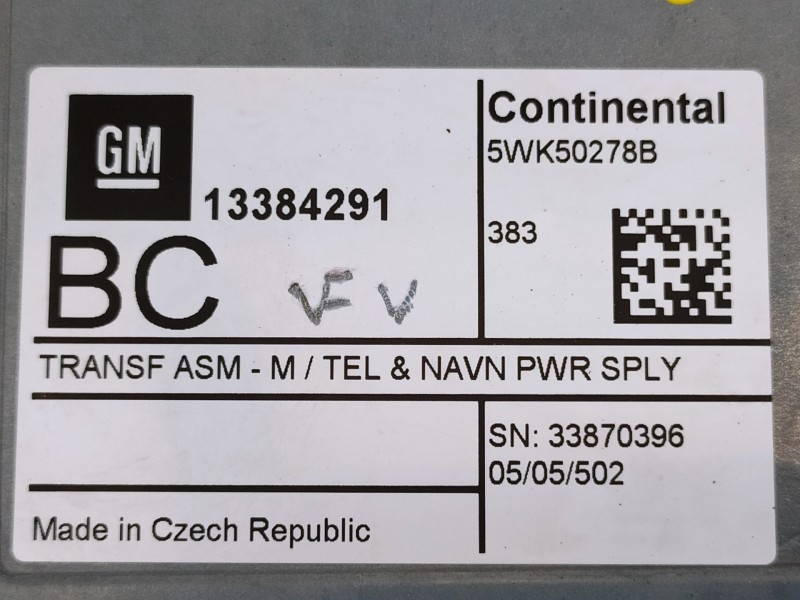 GM
13384291
BC
VF V
Continental
5WK50278B
383
TRANSF ASM - M / TEL & NAVN PWR SPLY
SN: 33870396
05/05/502
Made in Czech Republic